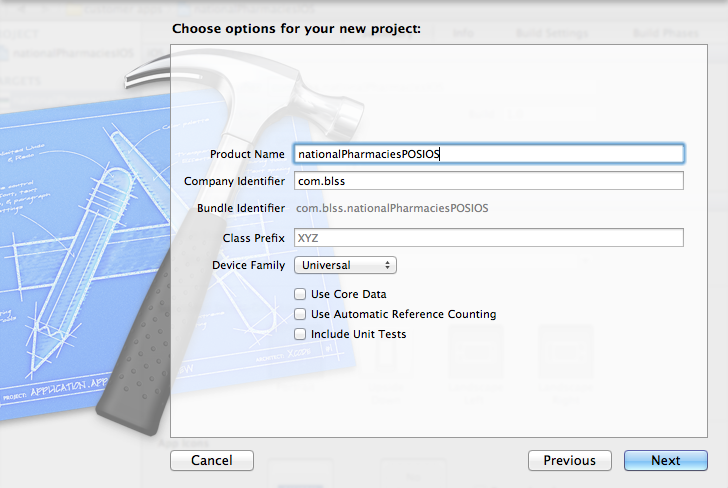 Choose options for your new project:
Info
Build Settings
Build Phases
Product Name nationalPharmaciesPOSIOS
Company Identifier com.blss
Bundle Identifier com.blss.nationalPharmaciesPOSIOS
Class Prefix XYZ
Device Family Universal
Use Core Data
Use Automatic Reference Counting
Include Unit Tests
PROJECT: APPLICATION.APP
Cancel Previous Next